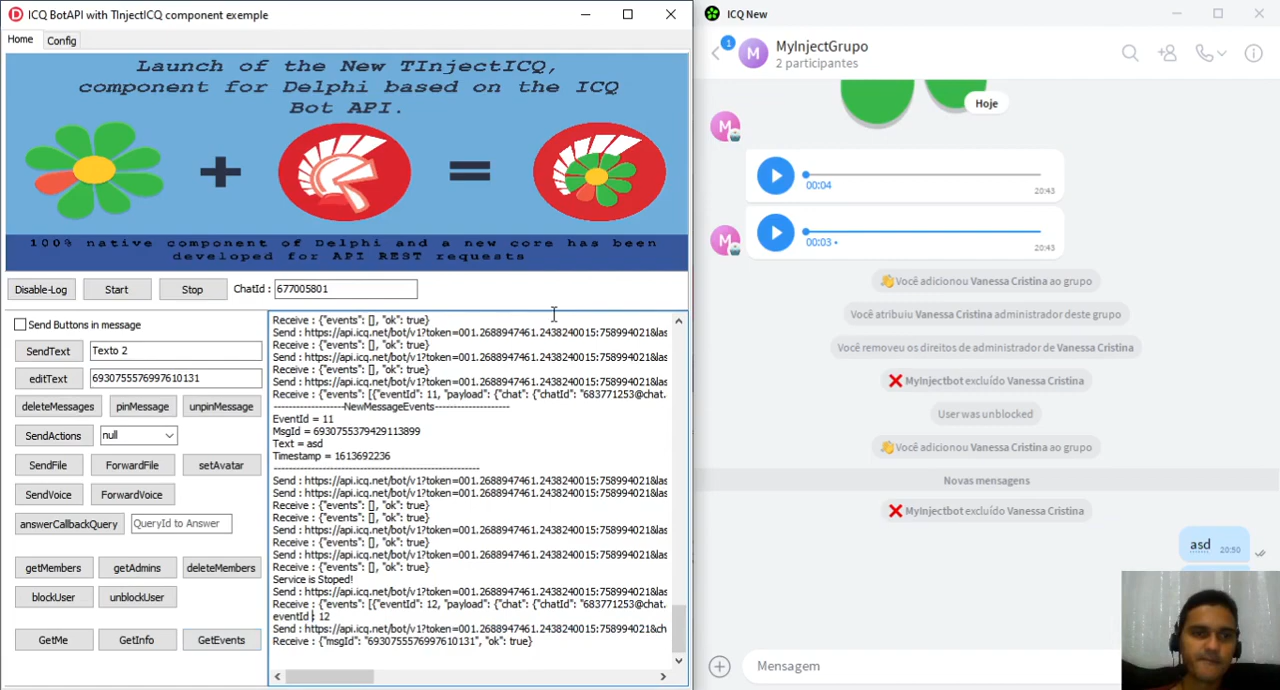 ICQ BotAPI with TInjectICQ component exemple
Home
Config
Launch of the New TInjectICQ,
component for Delphi based on the ICQ
Bot API.
100% native component of Delphi and a new core has been
developed for API REST requests
Disable-Log
Start
Stop
ChatId :
677005801
Send Buttons in message
SendText
Texto 2
editText
6930755576997610131
deleteMessages
pinMessage
unpinMessage
SendActions
null
SendFile
ForwardFile
setAvatar
SendVoice
ForwardVoice
answerCallbackQuery
QueryId to Answer
getMembers
getAdmins
deleteMembers
blockUser
unblockUser
GetMe
GetInfo
GetEvents
Receive : {"events": [], "ok": true}
Send : https://api.icq.net/bot/v1?token=001.2688947461.2438240015:758994021&las
Receive : {"events": [], "ok": true}
Send : https://api.icq.net/bot/v1?token=001.2688947461.2438240015:758994021&las
Receive : {"events": [], "ok": true}
Send : https://api.icq.net/bot/v1?token=001.2688947461.2438240015:758994021&las
Receive : {"events": [{"eventId": 11, "payload": {"chat": {"chatId": "683771253@chat.
--------------------NewMessageEvents--------------------
EventId = 11
MsgId = 6930755379429113899
Text = asd
Timestamp = 1613692236
----------------------------------------------------------
Send : https://api.icq.net/bot/v1?token=001.2688947461.2438240015:758994021&las
Send : https://api.icq.net/bot/v1?token=001.2688947461.2438240015:758994021&las
Receive : {"events": [], "ok": true}
Receive : {"events": [], "ok": true}
Send : https://api.icq.net/bot/v1?token=001.2688947461.2438240015:758994021&las
Receive : {"events": [], "ok": true}
Send : https://api.icq.net/bot/v1?token=001.2688947461.2438240015:758994021&las
Receive : {"events": [], "ok": true}
Service is Stoped!
Send : https://api.icq.net/bot/v1?token=001.2688947461.2438240015:758994021&las
Receive : {"events": [{"eventId": 12, "payload": {"chat": {"chatId": "683771253@chat.
eventId : 12
Send : https://api.icq.net/bot/v1?token=001.2688947461.2438240015:758994021&ch
Receive : {"msgId": "6930755576997610131", "ok": true}
ICQ New
1
M
MyInjectGrupo
2 participantes
Hoje
M
00:04
20:43
M
00:03 •
20:43
👋 Você adicionou Vanessa Cristina ao grupo
Você atribuiu Vanessa Cristina administrador deste grupo
Você removeu os direitos de administrador de Vanessa Cristina
❌ MyInjectbot excluído Vanessa Cristina
User was unblocked
👋 Você adicionou Vanessa Cristina ao grupo
Novas mensagens
❌ MyInjectbot excluído Vanessa Cristina
asd
20:50
Mensagem